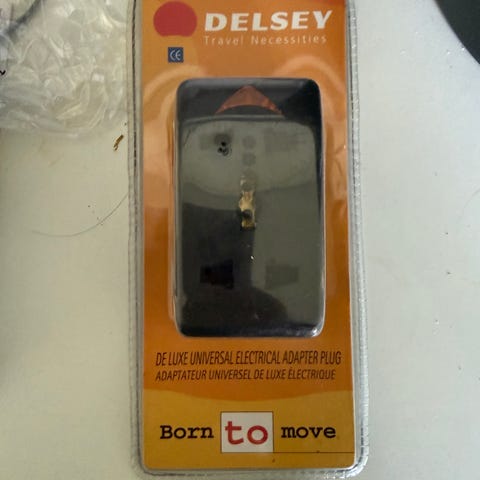 DELSEY
Travel Necessities
CE
DE LUXE UNIVERSAL ELECTRICAL ADAPTER PLUG
ADAPTATEUR UNIVERSEL DE LUXE ÉLECTRIQUE
Born to move